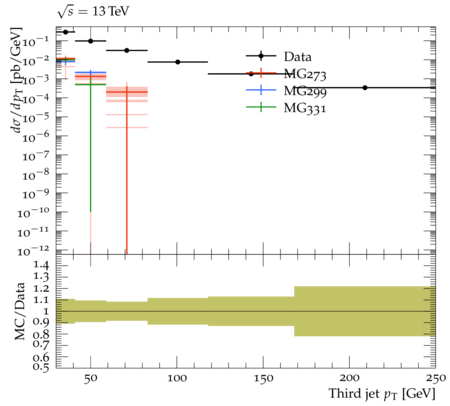 √s = 13 TeV
dσ/dpT [pb/GeV]
10⁻¹
10⁻²
10⁻³
10⁻⁴
10⁻⁵
10⁻⁶
10⁻⁷
10⁻⁸
10⁻⁹
10⁻¹⁰
10⁻¹¹
10⁻¹²
Data
MG273
MG299
MG331
MC/Data
1.4
1.3
1.2
1.1
1
0.9
0.8
0.7
0.6
0.5
50 100 150 200 250
Third jet pT [GeV]